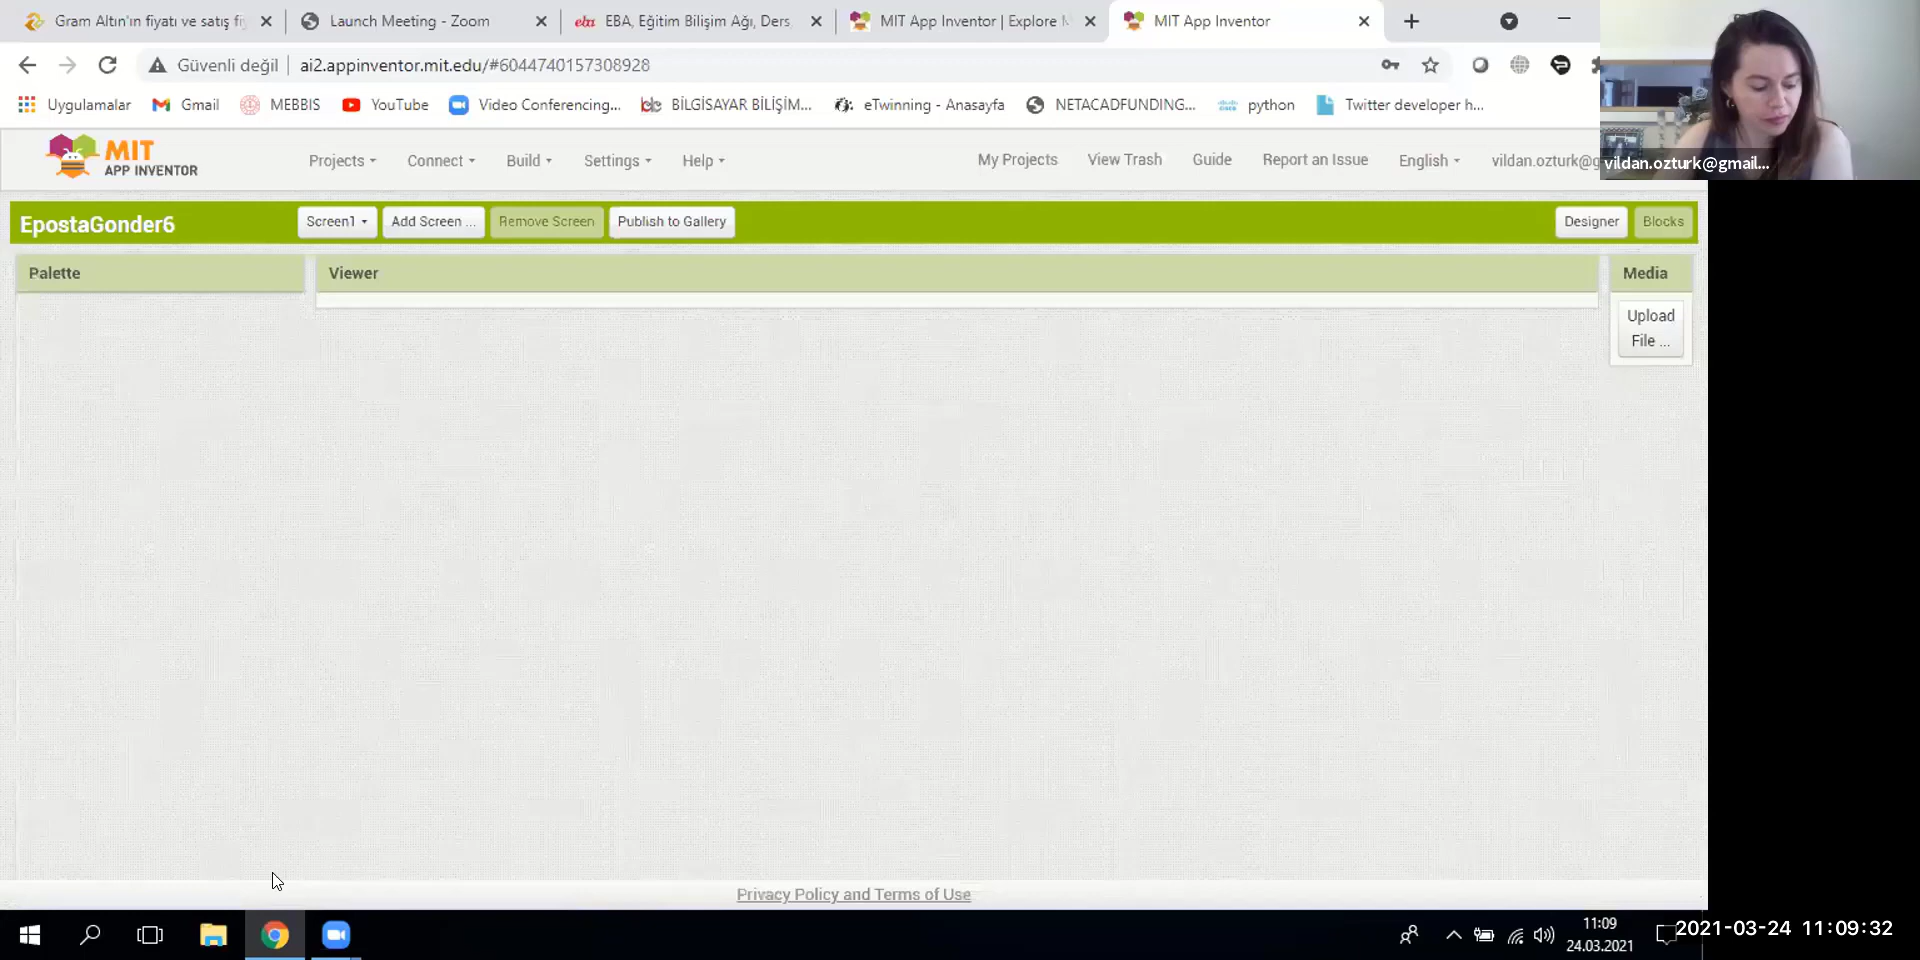 Gram Altın'ın fiyatı ve satış fi
Launch Meeting - Zoom
eba EBA, Eğitim Bilişim Ağı, Ders,
MIT App Inventor | Explore M
MIT App Inventor
Güvenli değil
ai2.appinventor.mit.edu/#6044740157308928
Uygulamalar
Gmail
MEBBIS
YouTube
Video Conferencing...
BİLGİSAYAR BİLİŞİM...
eTwinning - Anasayfa
NETACADFUNDING...
python
Twitter developer h...
vildan.ozturk@gmail...
MIT
APP INVENTOR
Projects
Connect
Build
Settings
Help
My Projects
View Trash
Guide
Report an Issue
English
vildan.ozturk@g
EpostaGonder6
Screen1
Add Screen ...
Remove Screen
Publish to Gallery
Designer
Blocks
Palette
Viewer
Media
Upload
File ...
Privacy Policy and Terms of Use
11:09
24.03.2021
2021-03-24 11:09:32